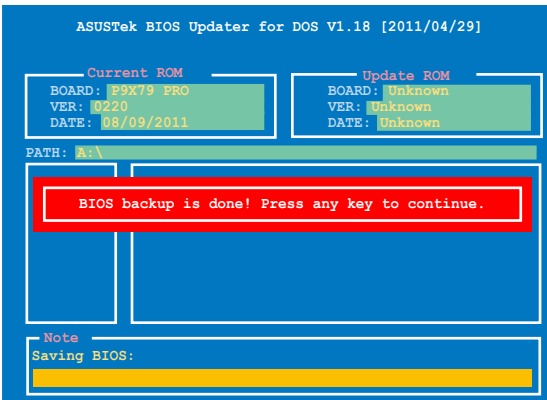 ASUSTek BIOS Updater for DOS V1.18 [2011/04/29]
Current ROM
BOARD: P9X79 PRO
VER: 0220
DATE: 08/09/2011
Update ROM
BOARD: Unknown
VER: Unknown
DATE: Unknown
PATH: A:\
BIOS backup is done! Press any key to continue.
Note
Saving BIOS: